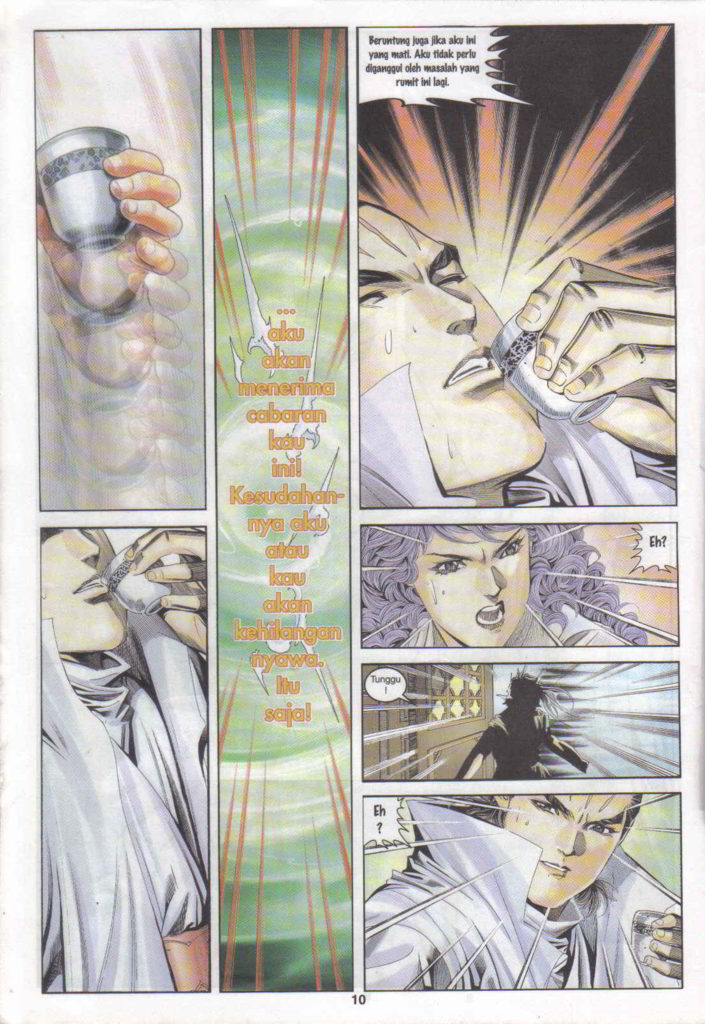 ...
aku
akan
menerima
cabaran
kau
ini!
Kesudahan-
nya aku
atau
kau
akan
kehilangan
nyawa.
Itu
saja!
Beruntung juga jika aku ini
yang mati. Aku tidak perlu
diganggui oleh masalah yang
rumit ini lagi.
Eh?
Tunggu
!
Eh
?
10